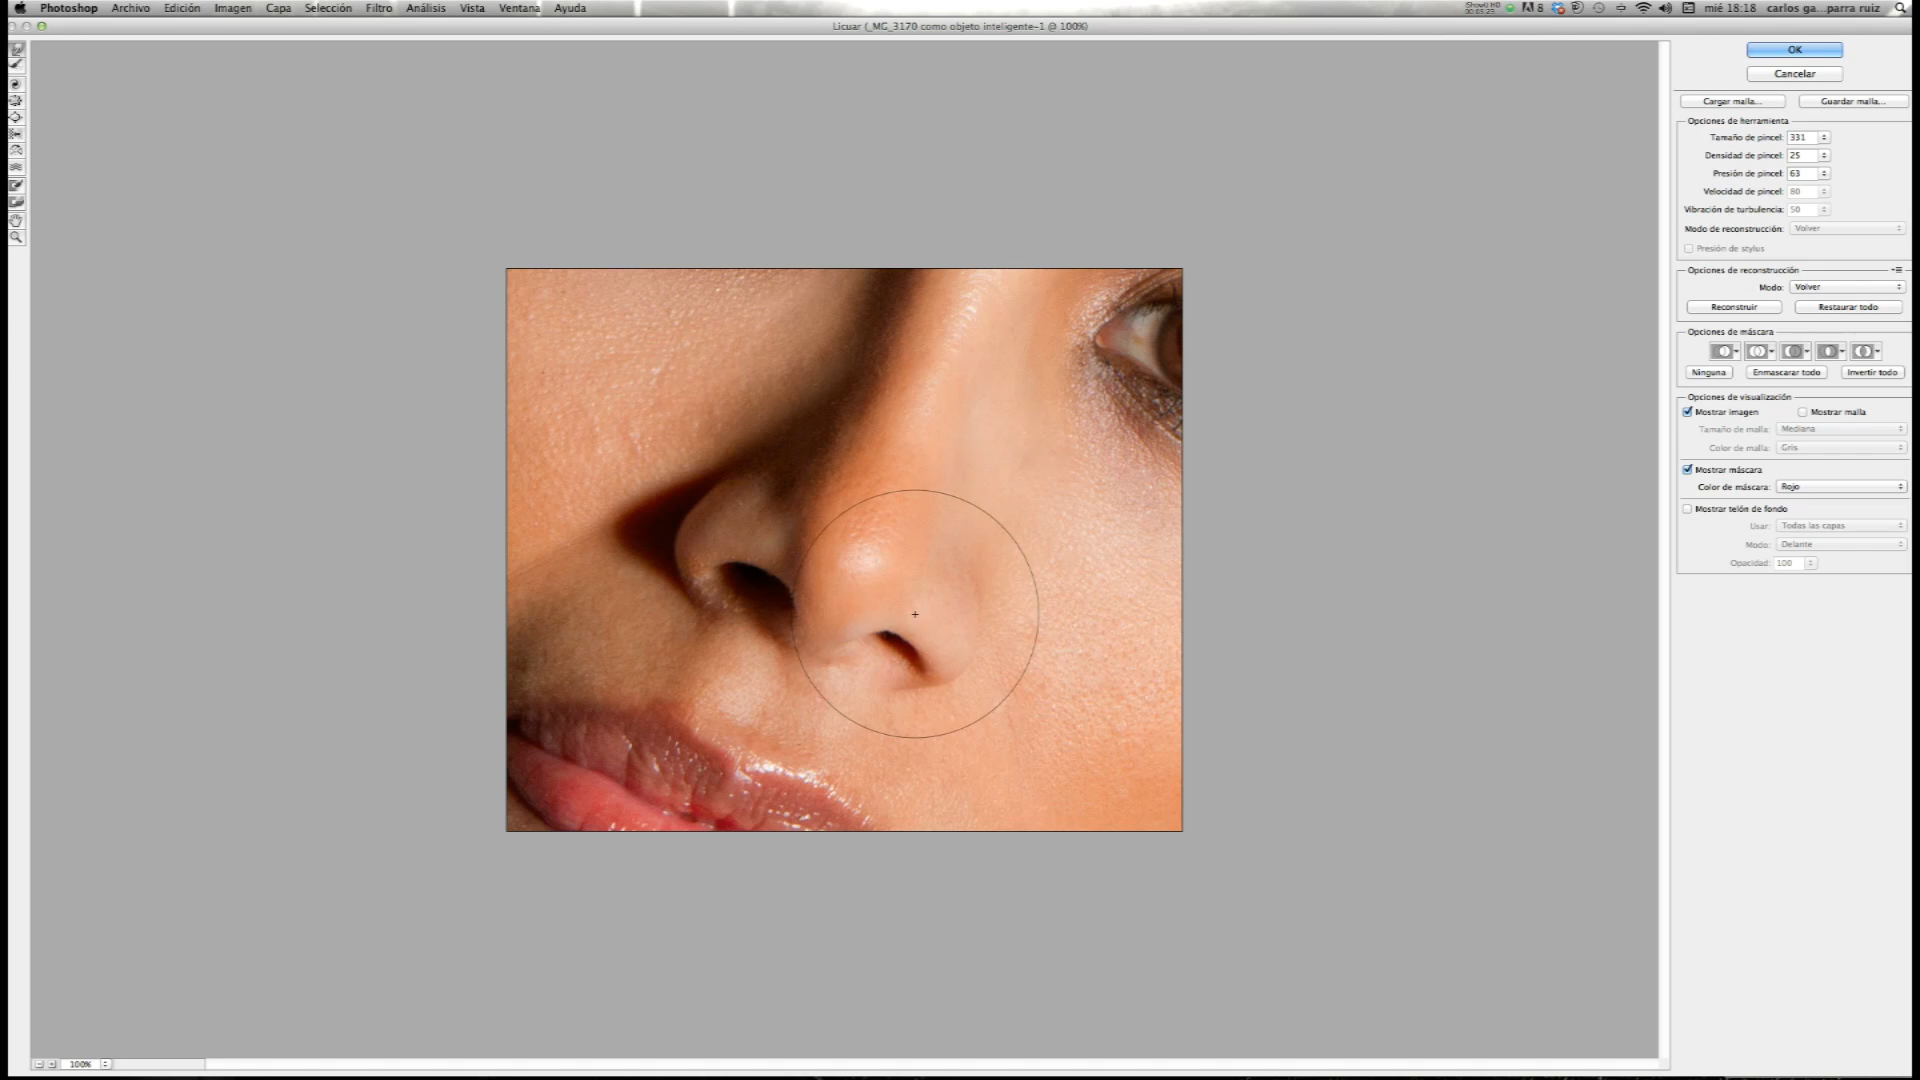 Photoshop Archivo Edición Imagen Capa Selección Filtro Análisis Vista Ventana Ayuda
8 mié 18:18 carlos ga...parra ruiz
Licuar (_MG_3170 como objeto inteligente-1 @ 100%)
OK
Cancelar
Cargar malla... Guardar malla...
Opciones de herramienta
Tamaño de pincel: 331
Densidad de pincel: 25
Presión de pincel: 63
Velocidad de pincel: 80
Vibración de turbulencia: 50
Modo de reconstrucción: Volver
Presión de stylus
Opciones de reconstrucción
Modo: Volver
Reconstruir Restaurar todo
Opciones de máscara
Ninguna Enmascarar todo Invertir todo
Opciones de visualización
Mostrar imagen Mostrar malla
Tamaño de malla: Mediana
Color de malla: Gris
Mostrar máscara
Color de máscara: Rojo
Mostrar telón de fondo
Usar: Todas las capas
Modo: Delante
Opacidad: 100
100%